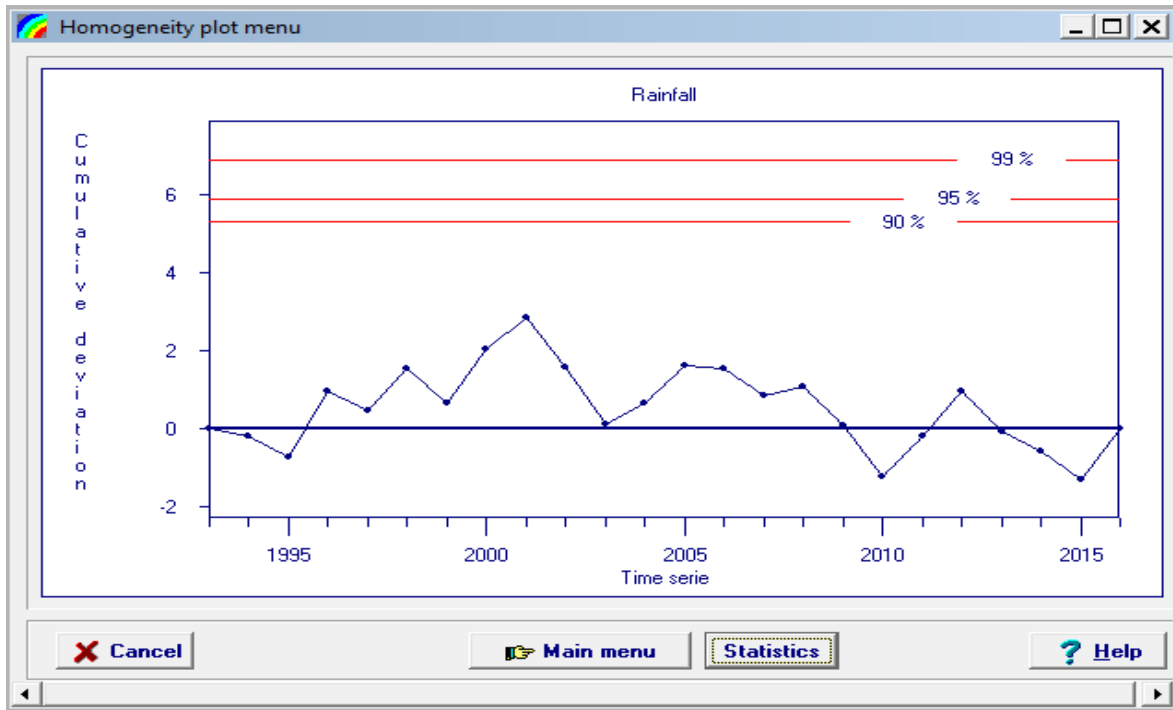 Homogeneity plot menu
Rainfall
Cumulative deviation
99 %
95 %
90 %
6
4
2
0
-2
1995 2000 2005 2010 2015
Time serie
Cancel Main menu Statistics ? Help